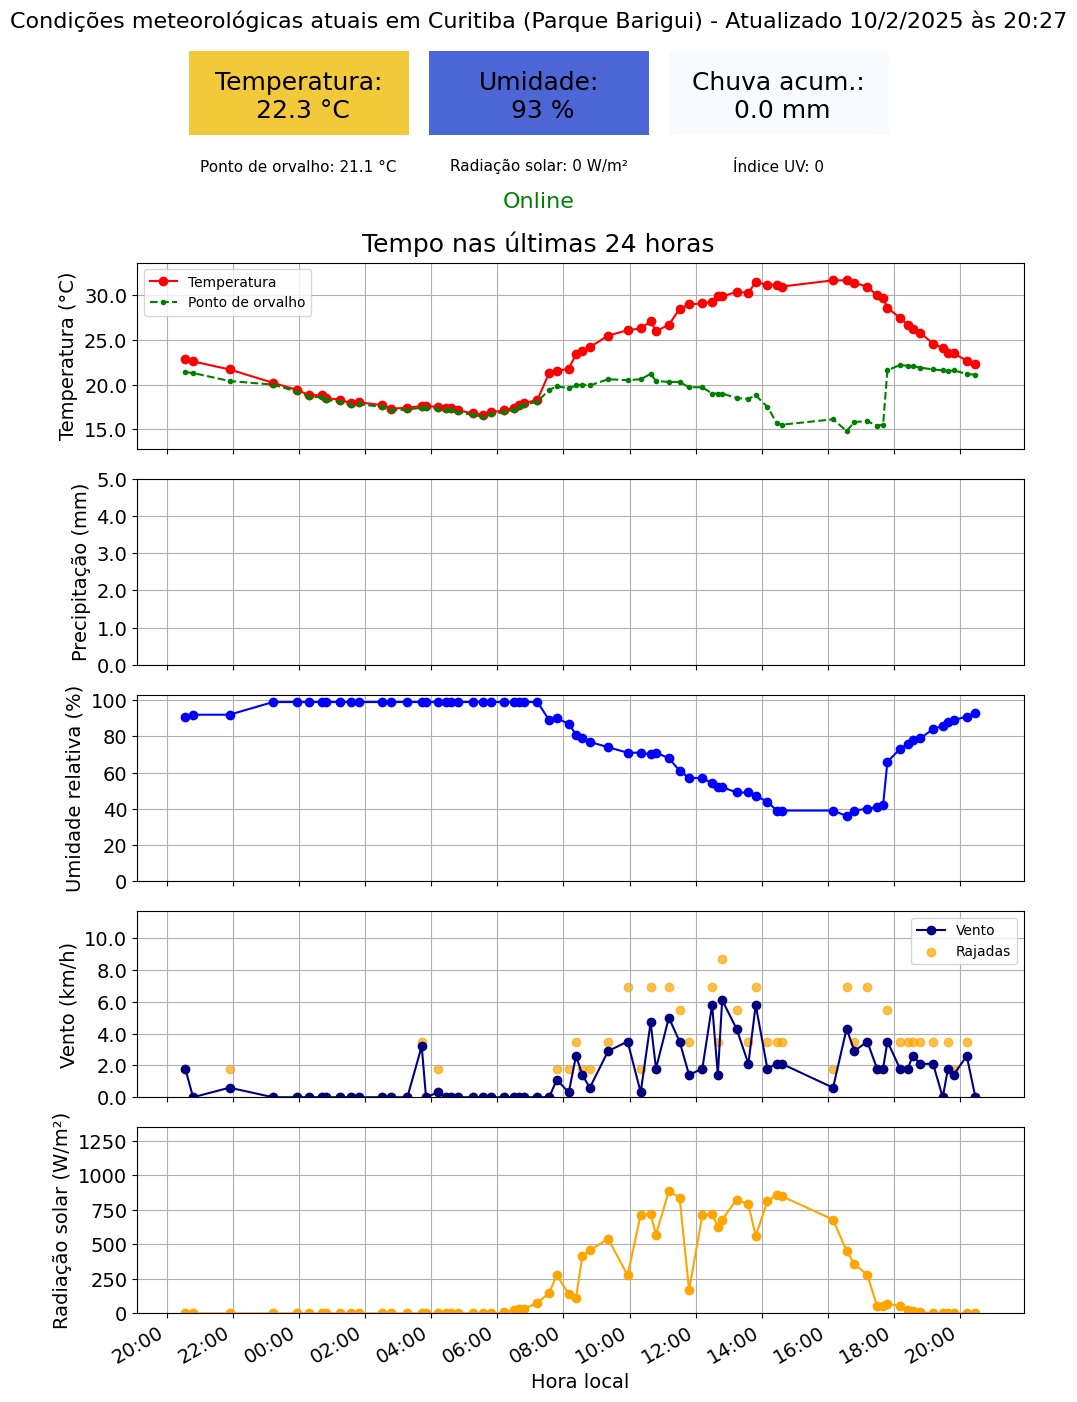 Condições meteorológicas atuais em Curitiba (Parque Barigui) - Atualizado 10/2/2025 às 20:27
Temperatura:
22.3 °C
Umidade:
93 %
Chuva acum.:
0.0 mm
Ponto de orvalho: 21.1 °C
Radiação solar: 0 W/m²
Índice UV: 0
Online
Tempo nas últimas 24 horas
Temperatura (°C)
30.0
25.0
20.0
15.0
Temperatura
Ponto de orvalho
Precipitação (mm)
5.0
4.0
3.0
2.0
1.0
0.0
Umidade relativa (%)
100
80
60
40
20
0
Vento (km/h)
10.0
8.0
6.0
4.0
2.0
0.0
Vento
Rajadas
Radiação solar (W/m²)
1250
1000
750
500
250
0
20:00
22:00
00:00
02:00
04:00
06:00
08:00
10:00
12:00
14:00
16:00
18:00
20:00
Hora local